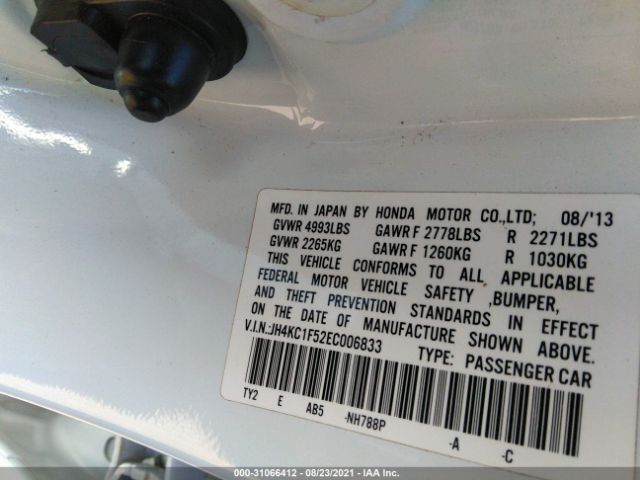 MFD. IN JAPAN BY HONDA MOTOR CO.,LTD; 08/'13
GVWR 4993LBS GAWR F 2778LBS R 2271LBS
GVWR 2265KG GAWR F 1260KG R 1030KG
THIS VEHICLE CONFORMS TO ALL APPLICABLE
FEDERAL MOTOR VEHICLE SAFETY ,BUMPER,
AND THEFT PREVENTION STANDARDS IN EFFECT
ON THE DATE OF MANUFACTURE SHOWN ABOVE.
V.I.N.:JH4KC1F52EC006833 TYPE: PASSENGER CAR
TY2 E AB5 -NH788P -A -C
000-31066412 - 08/23/2021 - IAA Inc.